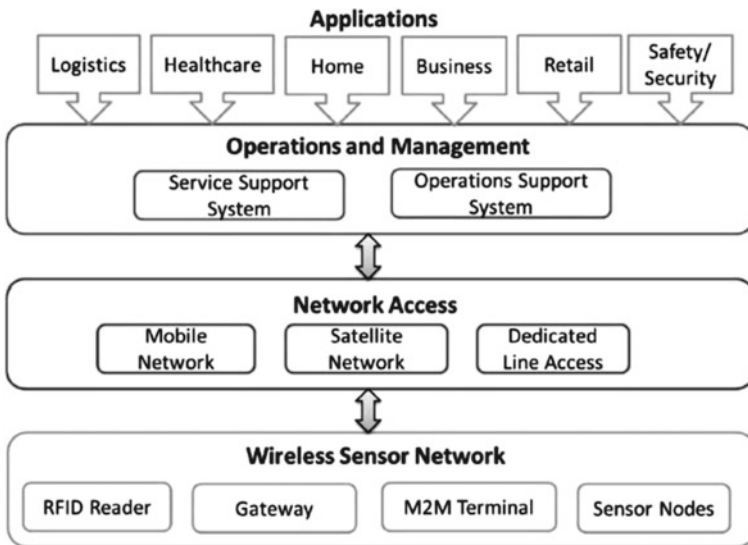 Applications
Logistics
Healthcare
Home
Business
Retail
Safety/
Security
Operations and Management
Service Support
System
Operations Support
System
Network Access
Mobile
Network
Satellite
Network
Dedicated
Line Access
Wireless Sensor Network
RFID Reader
Gateway
M2M Terminal
Sensor Nodes